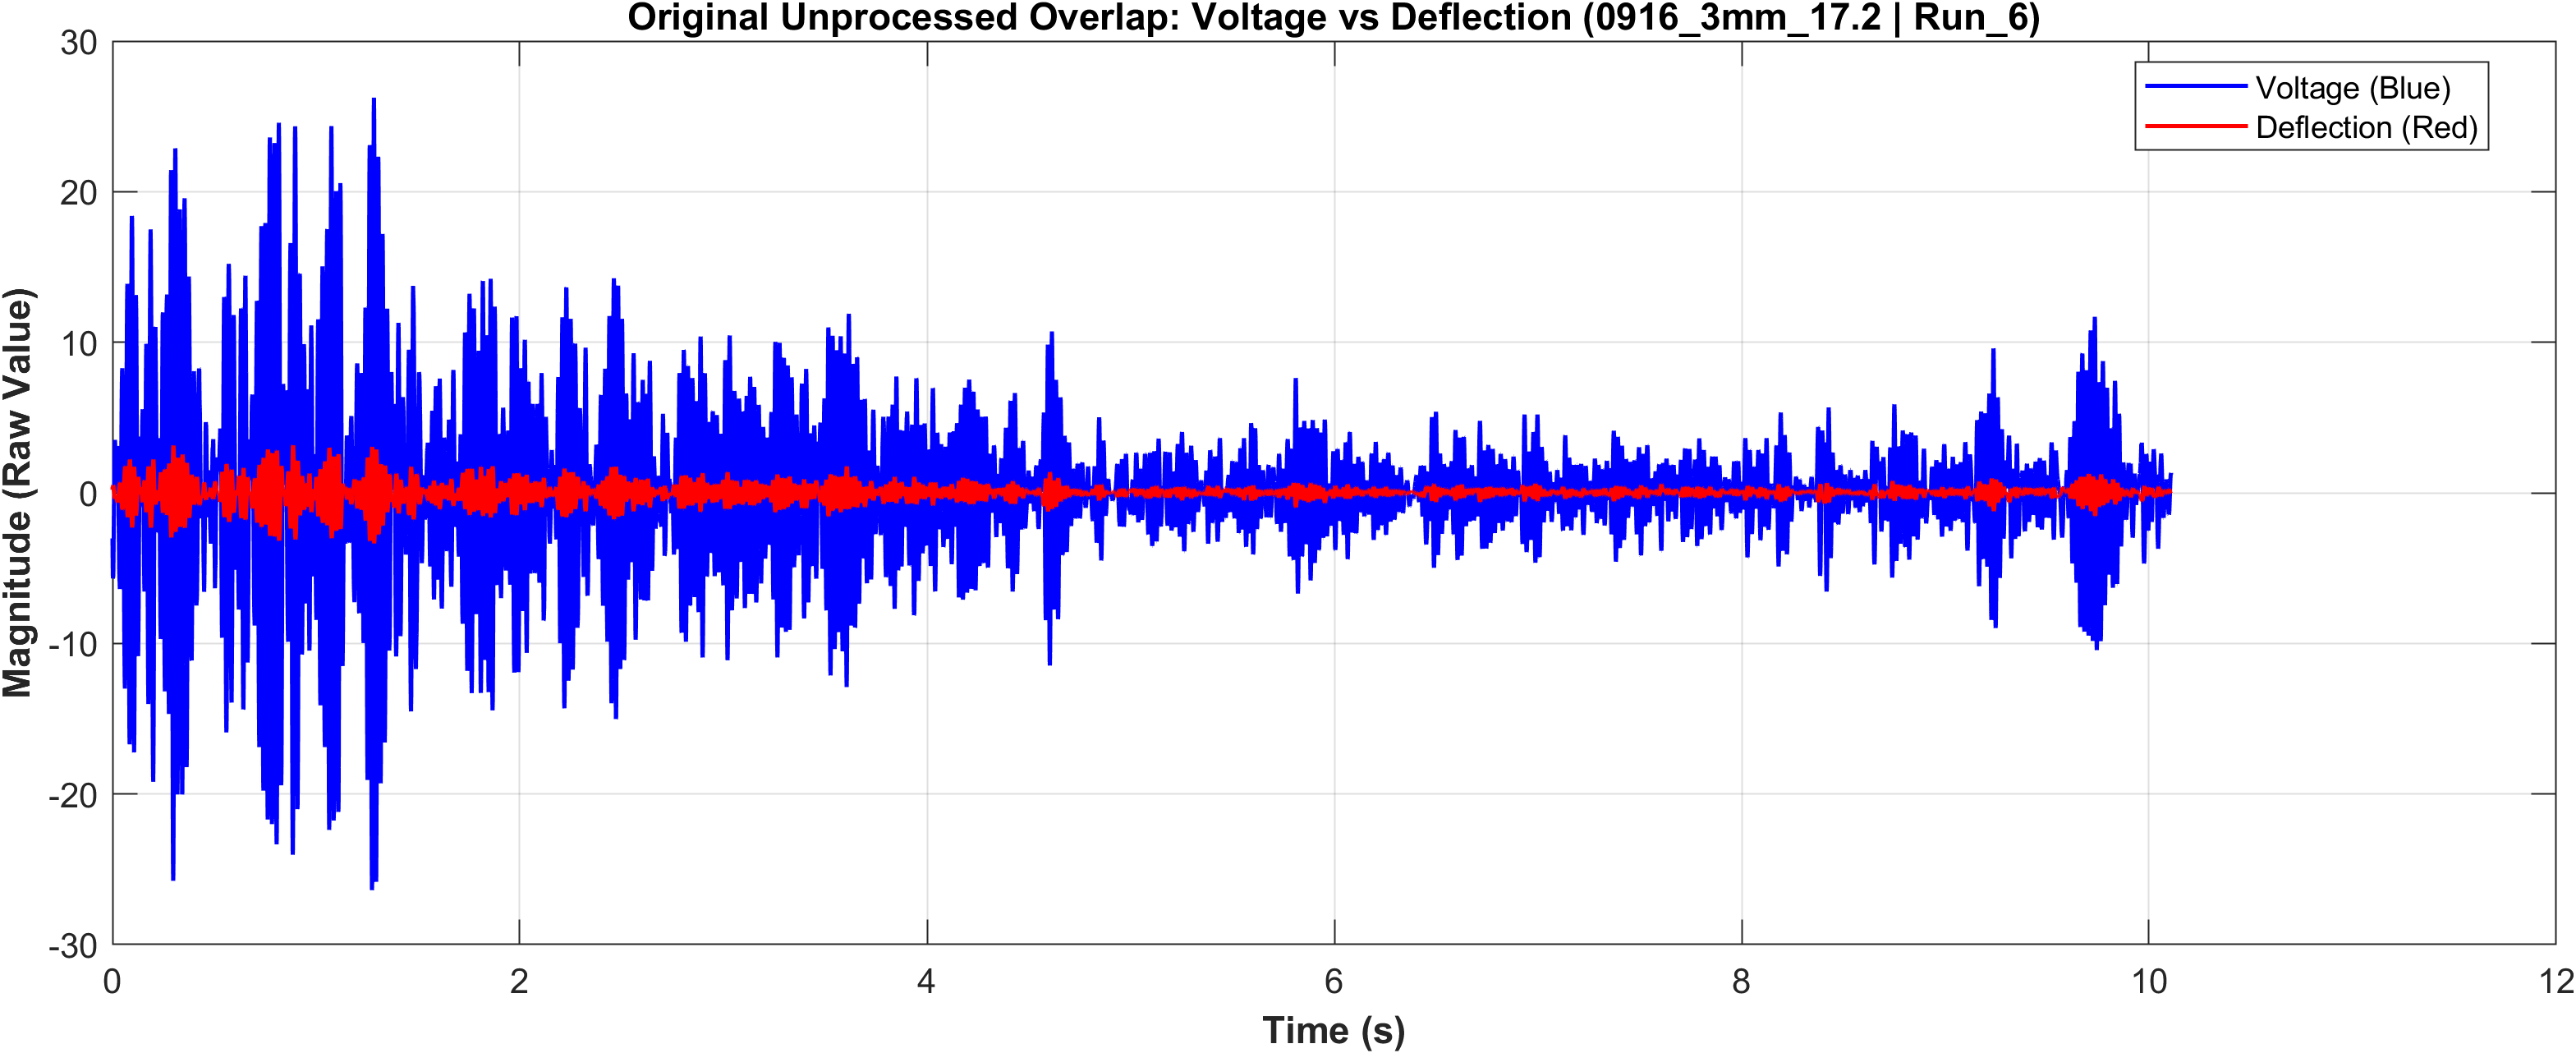 Original Unprocessed Overlap: Voltage vs Deflection (0916_3mm_17.2 | Run_6)
Voltage (Blue)
Deflection (Red)
Magnitude (Raw Value)
30
20
10
0
-10
-20
-30
0 2 4 6 8 10 12
Time (s)